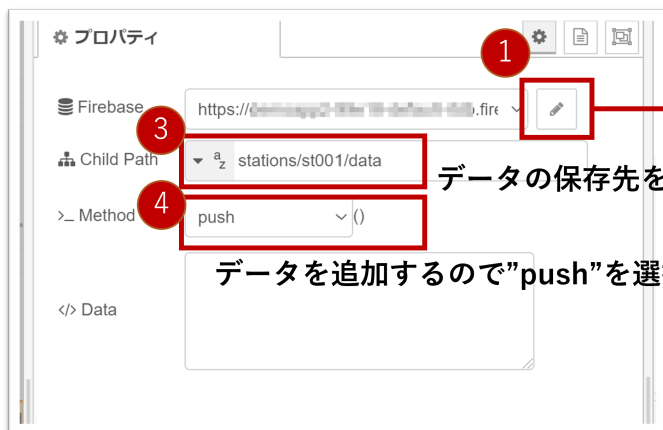 プロパティ
1
Firebase
https://
.fire
3
Child Path
az stations/st001/data
データの保存先を
4
>_ Method
push
()
データを追加するので”push”を選
</> Data